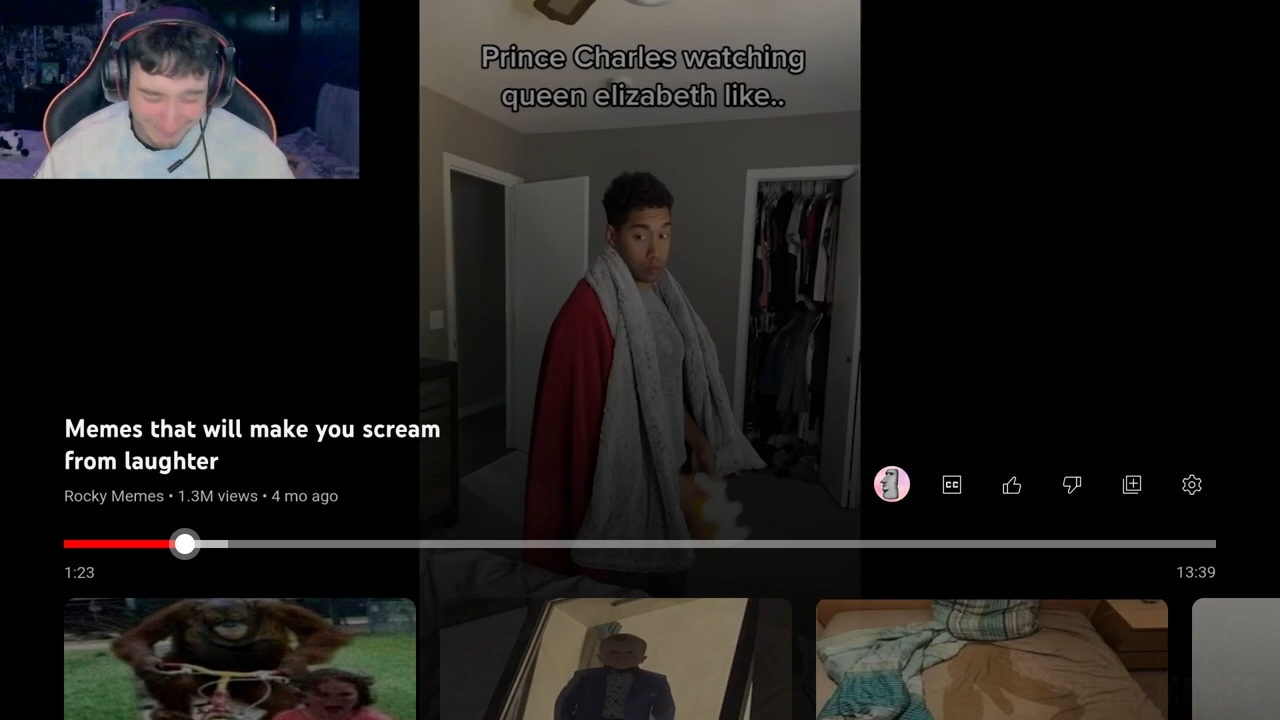 Prince Charles watching
queen elizabeth like..
Memes that will make you scream
from laughter
Rocky Memes • 1.3M views • 4 mo ago
CC
1:23
13:39